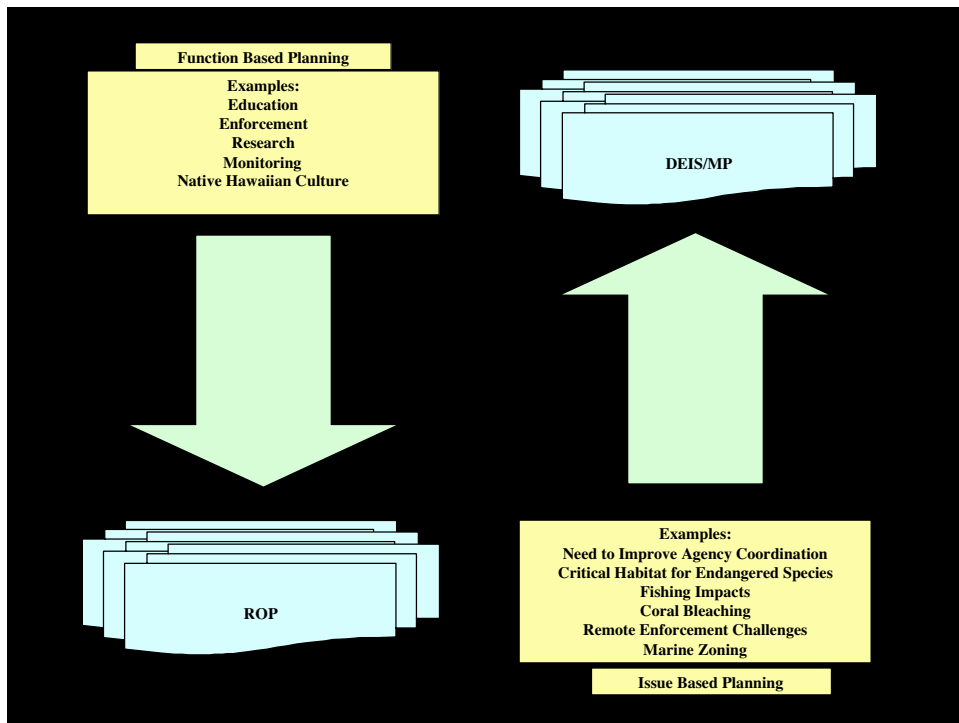 Function Based Planning
Examples:
Education
Enforcement
Research
Monitoring
Native Hawaiian Culture
DEIS/MP
ROP
Examples:
Need to Improve Agency Coordination
Critical Habitat for Endangered Species
Fishing Impacts
Coral Bleaching
Remote Enforcement Challenges
Marine Zoning
Issue Based Planning